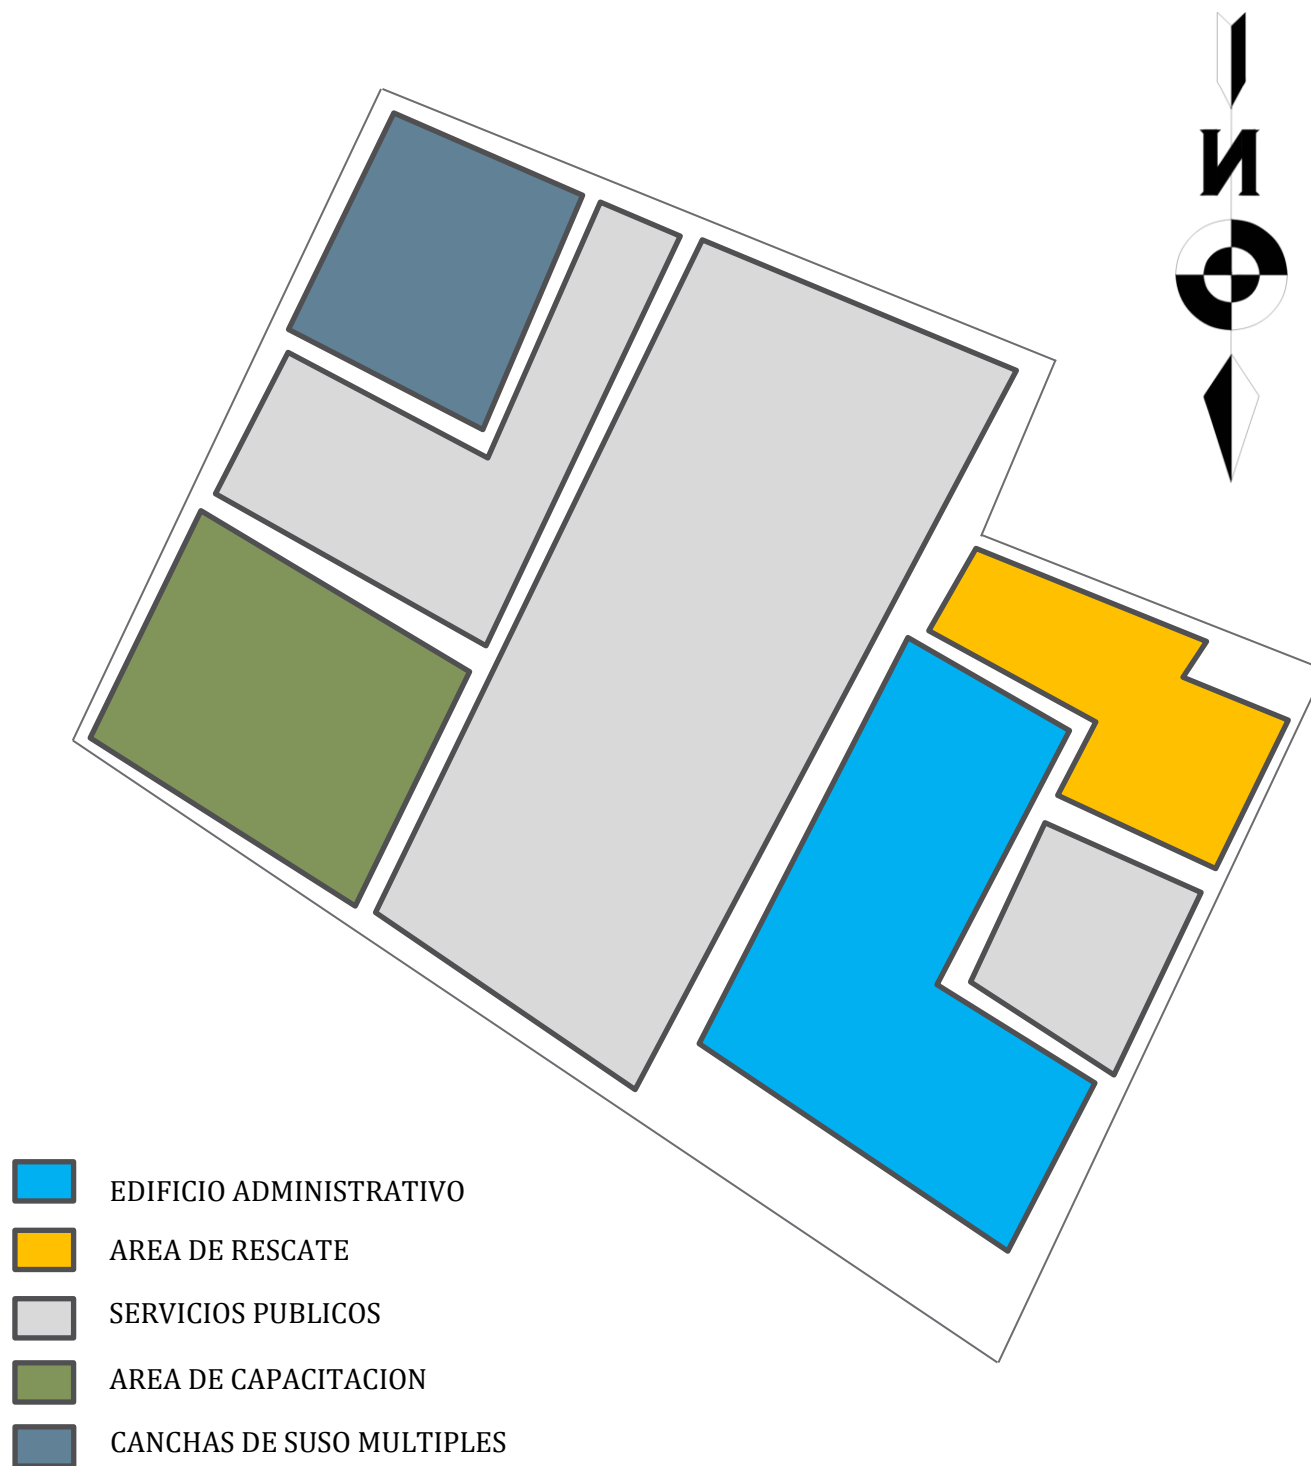 N
EDIFICIO ADMINISTRATIVO
AREA DE RESCATE
SERVICIOS PUBLICOS
AREA DE CAPACITACION
CANCHAS DE SUSO MULTIPLES